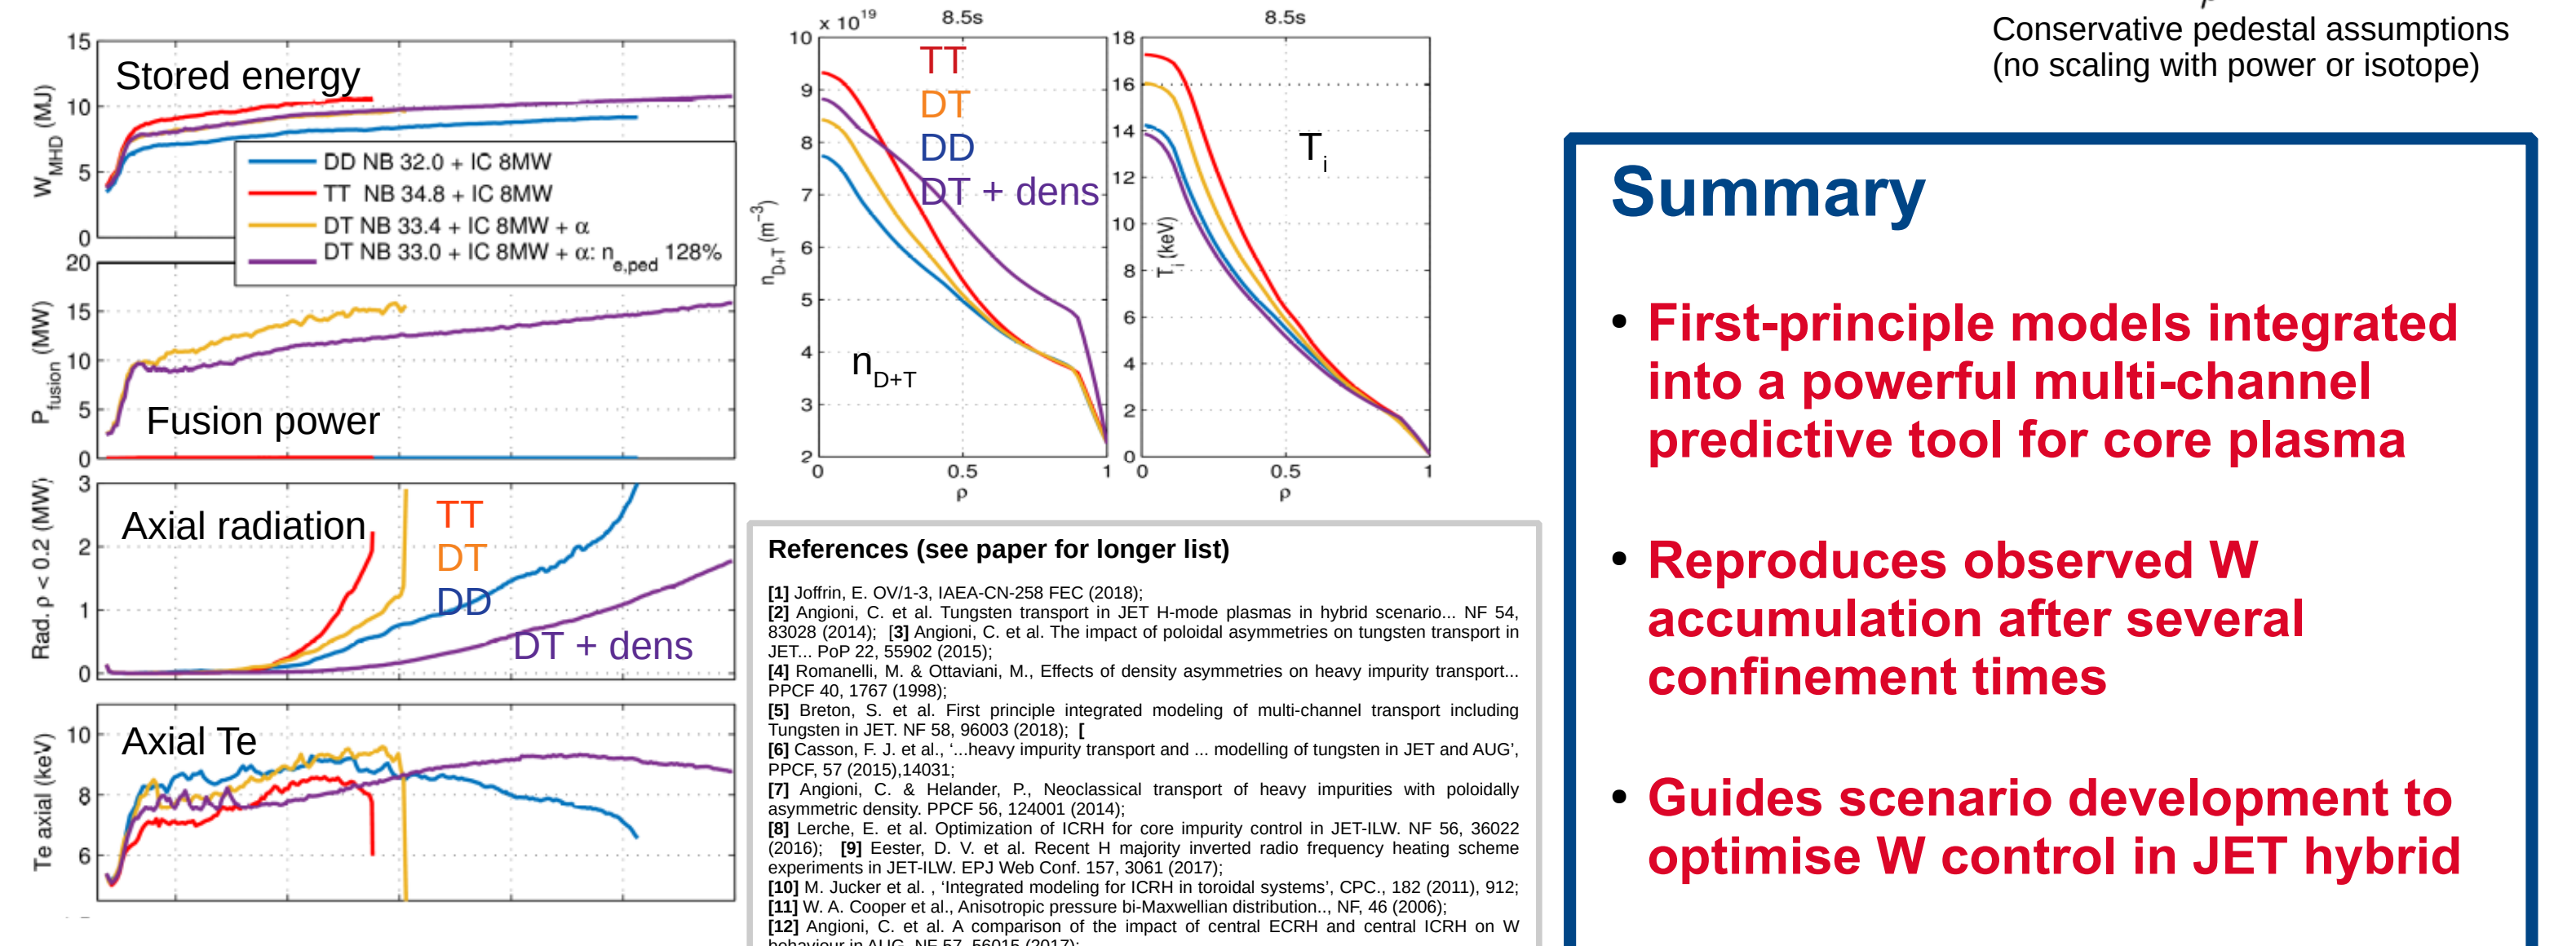 Stored energy
15
10
5
0
W_MHD (MJ)
DD NB 32.0 + IC 8MW
TT NB 34.8 + IC 8MW
DT NB 33.4 + IC 8MW + α
DT NB 33.0 + IC 8MW + α: n_e,ped 128%
20
15
10
5
0
P_fusion (MW)
Fusion power
3
2
1
0
Rad. ρ < 0.2 (MW)
Axial radiation
TT
DT
DD
DT + dens
10
8
6
Te axial (keV)
Axial Te
x 10^19
8.5s
10
9
8
7
6
5
4
3
2
n_D+T (m^−3)
TT
DT
DD
DT + dens
n_D+T
0
0.5
1
ρ
8.5s
18
16
14
12
10
8
6
4
2
0
T_i (keV)
T_i
0
0.5
1
ρ
References (see paper for longer list)
[1] Joffrin, E. OV/1-3, IAEA-CN-258 FEC (2018);
[2] Angioni, C. et al. Tungsten transport in JET H-mode plasmas in hybrid scenario... NF 54,
83028 (2014); [3] Angioni, C. et al. The impact of poloidal asymmetries on tungsten transport in
JET... PoP 22, 55902 (2015);
[4] Romanelli, M. & Ottaviani, M., Effects of density asymmetries on heavy impurity transport...
PPCF 40, 1767 (1998);
[5] Breton, S. et al. First principle integrated modeling of multi-channel transport including
Tungsten in JET. NF 58, 96003 (2018); [
[6] Casson, F. J. et al., ‘...heavy impurity transport and ... modelling of tungsten in JET and AUG’,
PPCF, 57 (2015),14031;
[7] Angioni, C. & Helander, P., Neoclassical transport of heavy impurities with poloidally
asymmetric density. PPCF 56, 124001 (2014);
[8] Lerche, E. et al. Optimization of ICRH for core impurity control in JET-ILW. NF 56, 36022
(2016); [9] Eester, D. V. et al. Recent H majority inverted radio frequency heating scheme
experiments in JET-ILW. EPJ Web Conf. 157, 3061 (2017);
[10] M. Jucker et al. , ‘Integrated modeling for ICRH in toroidal systems’, CPC., 182 (2011), 912;
[11] W. A. Cooper et al., Anisotropic pressure bi-Maxwellian distribution.., NF, 46 (2006);
[12] Angioni, C. et al. A comparison of the impact of central ECRH and central ICRH on W
behaviour in AUG. NF 57, 56015 (2017);
Conservative pedestal assumptions
(no scaling with power or isotope)
Summary
• First-principle models integrated
into a powerful multi-channel
predictive tool for core plasma
• Reproduces observed W
accumulation after several
confinement times
• Guides scenario development to
optimise W control in JET hybrid